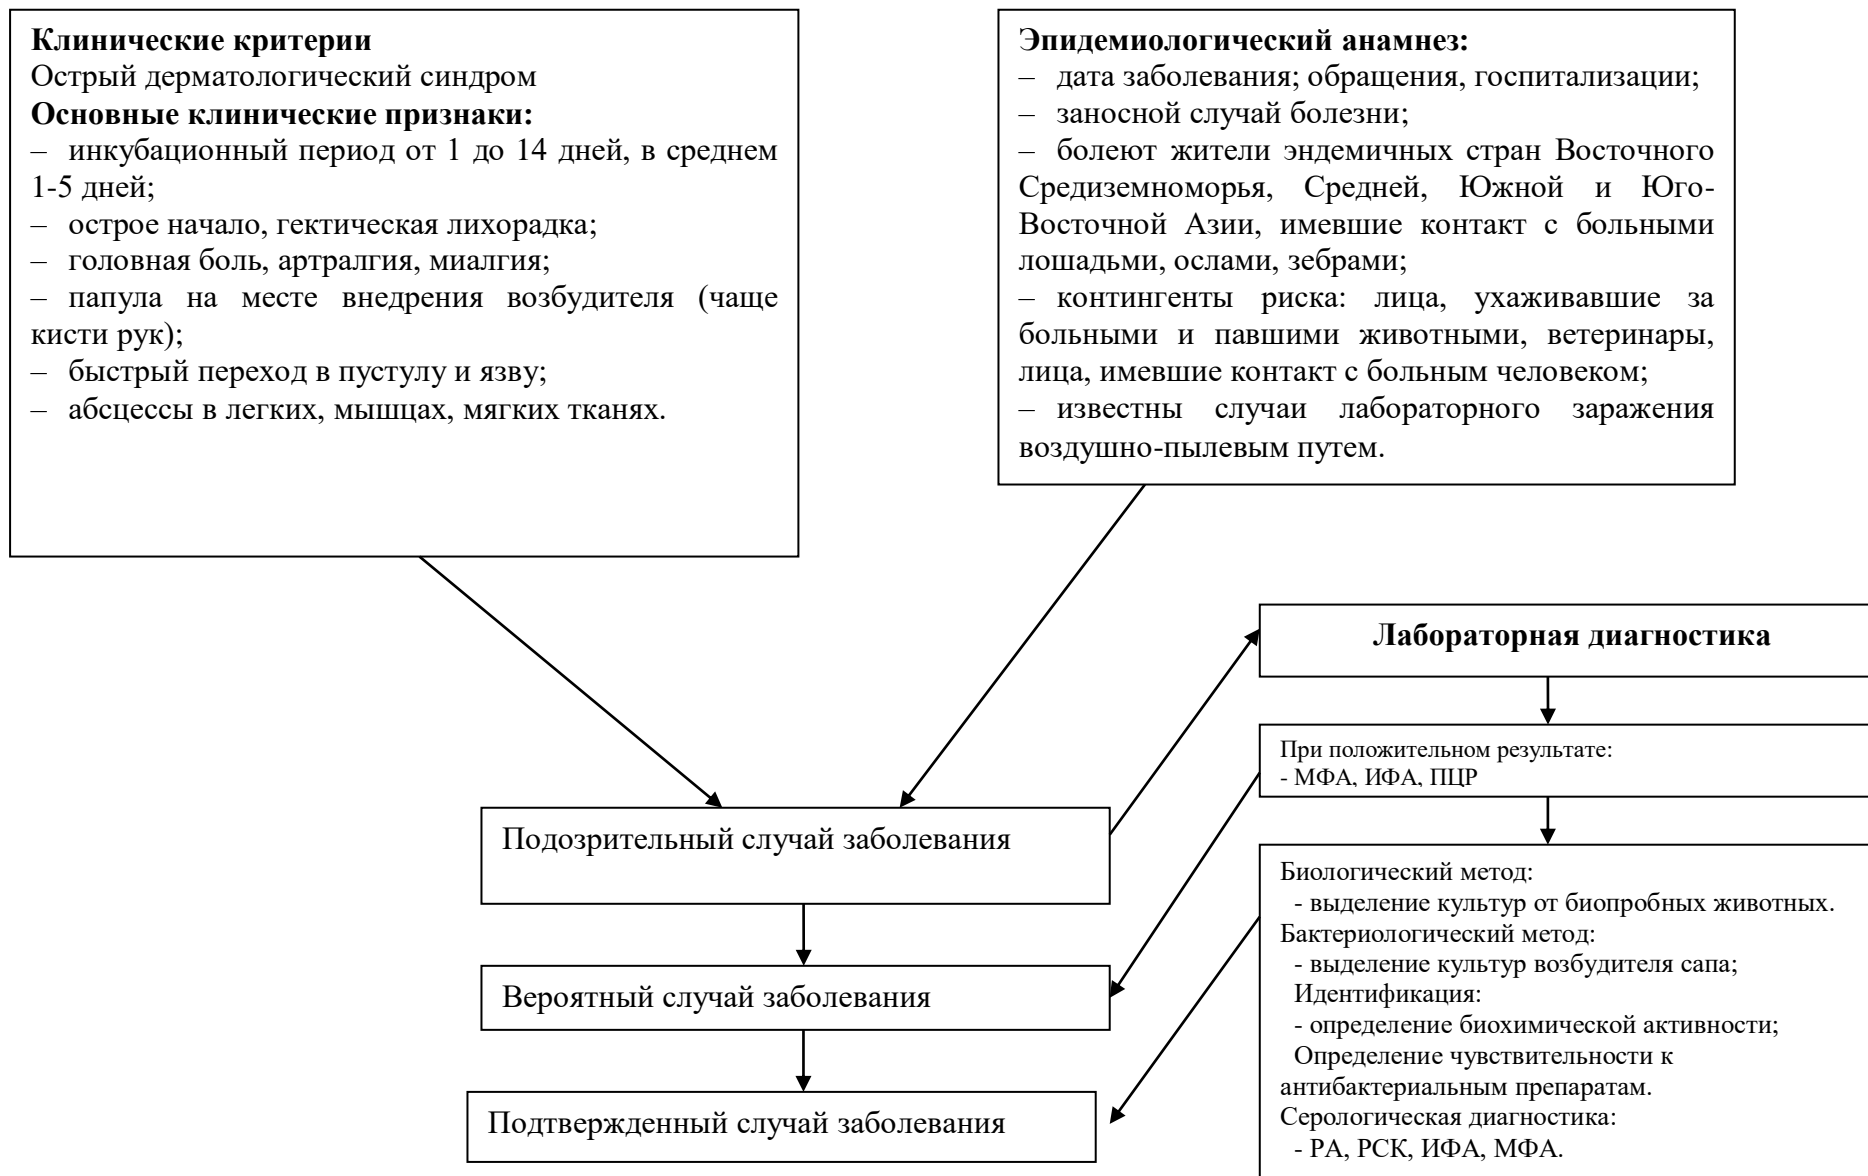 Клинические критерии
Острый дерматологический синдром
Основные клинические признаки:
– инкубационный период от 1 до 14 дней, в среднем
1-5 дней;
– острое начало, гектическая лихорадка;
– головная боль, артралгия, миалгия;
– папула на месте внедрения возбудителя (чаще
кисти рук);
– быстрый переход в пустулу и язву;
– абсцессы в легких, мышцах, мягких тканях.
Эпидемиологический анамнез:
– дата заболевания; обращения, госпитализации;
– заносной случай болезни;
– болеют жители эндемичных стран Восточного
Средиземноморья, Средней, Южной и Юго-
Восточной Азии, имевшие контакт с больными
лошадьми, ослами, зебрами;
– контингенты риска: лица, ухаживавшие за
больными и павшими животными, ветеринары,
лица, имевшие контакт с больным человеком;
– известны случаи лабораторного заражения
воздушно-пылевым путем.
Лабораторная диагностика
При положительном результате:
- МФА, ИФА, ПЦР
Подозрительный случай заболевания
Вероятный случай заболевания
Подтвержденный случай заболевания
Биологический метод:
- выделение культур от биопробных животных.
Бактериологический метод:
- выделение культур возбудителя сапа;
Идентификация:
- определение биохимической активности;
Определение чувствительности к
антибактериальным препаратам.
Серологическая диагностика:
- РА, РСК, ИФА, МФА.